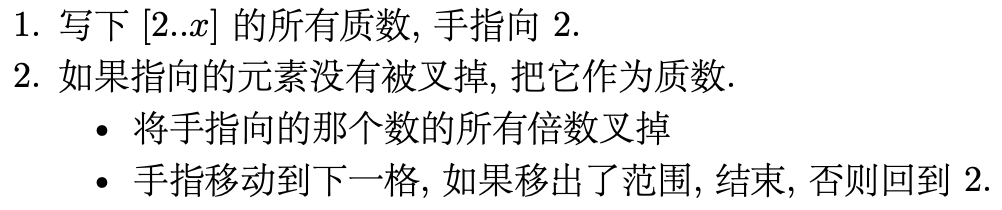 1. 写下 [2..x] 的所有质数, 手指向 2.
2. 如果指向的元素没有被叉掉, 把它作为质数.
• 将手指向的那个数的所有倍数叉掉
• 手指移动到下一格, 如果移出了范围, 结束, 否则回到 2.